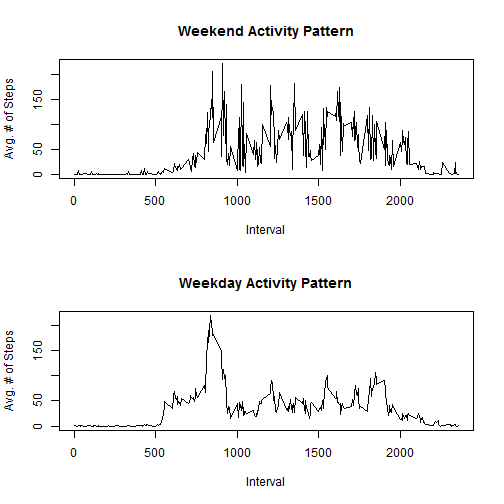 Weekend Activity Pattern
Avg. # of Steps
0 50 150
0 500 1000 1500 2000
Interval
Weekday Activity Pattern
Avg. # of Steps
0 50 150
0 500 1000 1500 2000
Interval